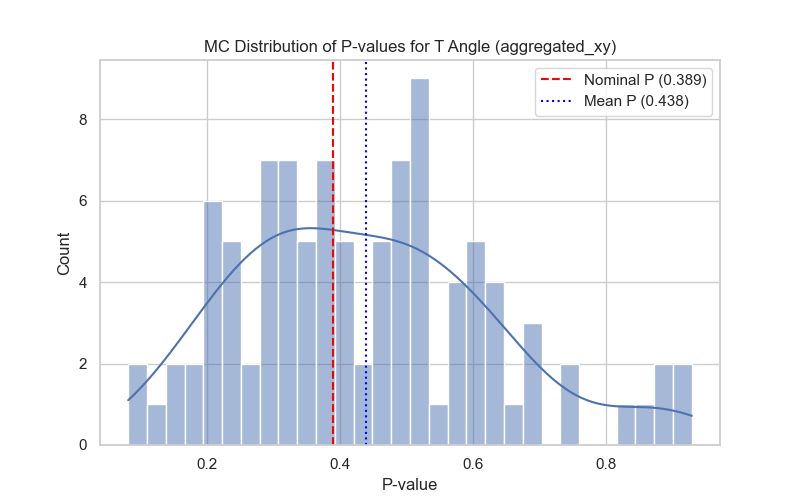 MC Distribution of P-values for T Angle (aggregated_xy)
Nominal P (0.389)
Mean P (0.438)
Count
8
6
4
2
0
0.2 0.4 0.6 0.8
P-value